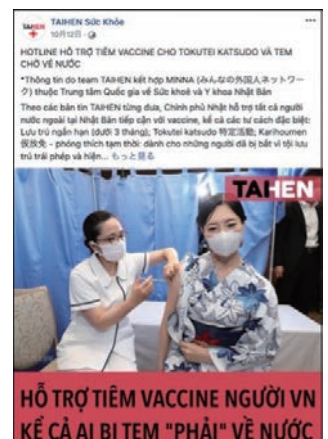 TAIHEN
TAIHEN Sức Khỏe
10月12日
HOTLINE HỖ TRỢ TIÊM VACCINE CHO TOKUTEI KATSUDO VÀ TEM
CHỜ VỀ NƯỚC
*Thông tin do team TAIHEN kết hợp MINNA (みんなの外国人ネットワー
ク) thuộc Trung tâm Quốc gia về Sức khoẻ và Y khoa Nhật Bản
Theo các bản tin TAIHEN từng đưa, Chính phủ Nhật hỗ trợ tất cả người
nước ngoài tại Nhật Bản tiếp cận với vaccine, kể cả các tư cách đặc biệt:
Lưu trú ngắn hạn (dưới 3 tháng); Tokutei katsudo 特定活動; Karihoumen
仮放免 - phóng thích tạm thời: dành cho những người đã bị bắt vì tội lưu
trú trái phép và hiện... もっと見る
TAIHEN
HỖ TRỢ TIÊM VACCINE NGƯỜI VN
KỂ CẢ AI BỊ TEM "PHẢI" VỀ NƯỚC